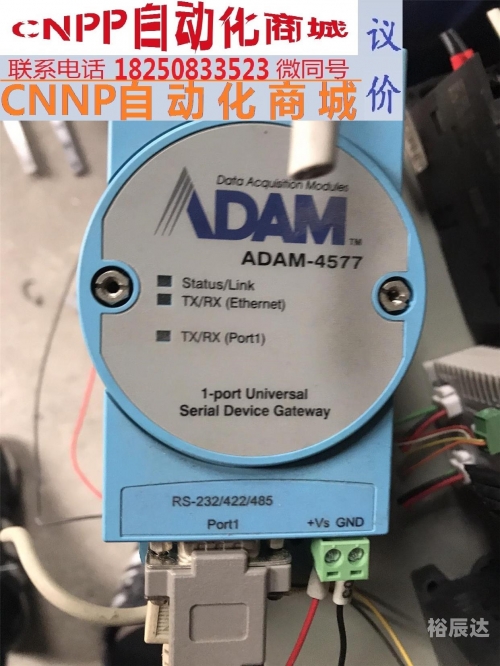 CNPP自动化商城
议价
联系电话 18250833523 微同号
CNNP自动化商城
Data Acquisition Modules
ADAM™
ADAM-4577
Status/Link
TX/RX (Ethernet)
TX/RX (Port1)
1-port Universal
Serial Device Gateway
RS-232/422/485
Port1
+Vs GND
裕辰达